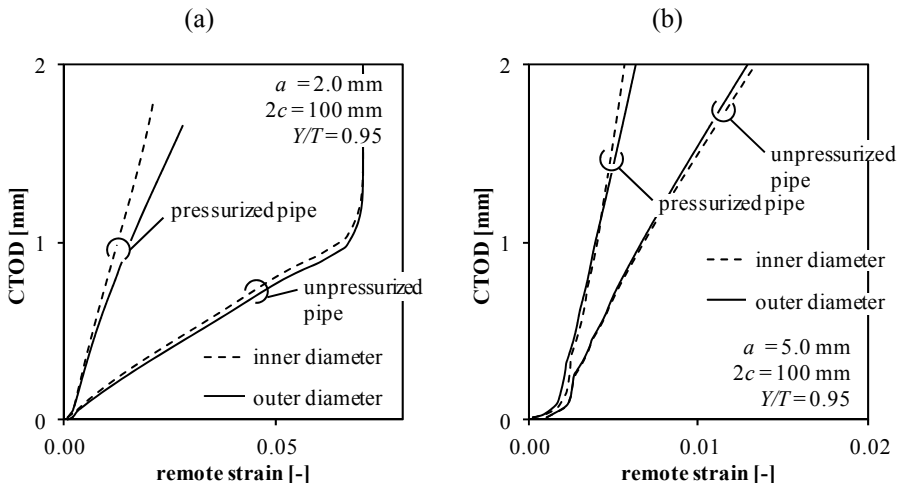 (a)
2
a = 2.0 mm
2c = 100 mm
Y/T = 0.95
pressurized pipe
1
unpressurized
pipe
inner diameter
outer diameter
0
0.00
0.05
CTOD [mm]
remote strain [-]
(b)
2
unpressurized
pipe
pressurized pipe
1
inner diameter
outer diameter
a = 5.0 mm
2c = 100 mm
Y/T = 0.95
0
0.00
0.01
0.02
CTOD [mm]
remote strain [-]